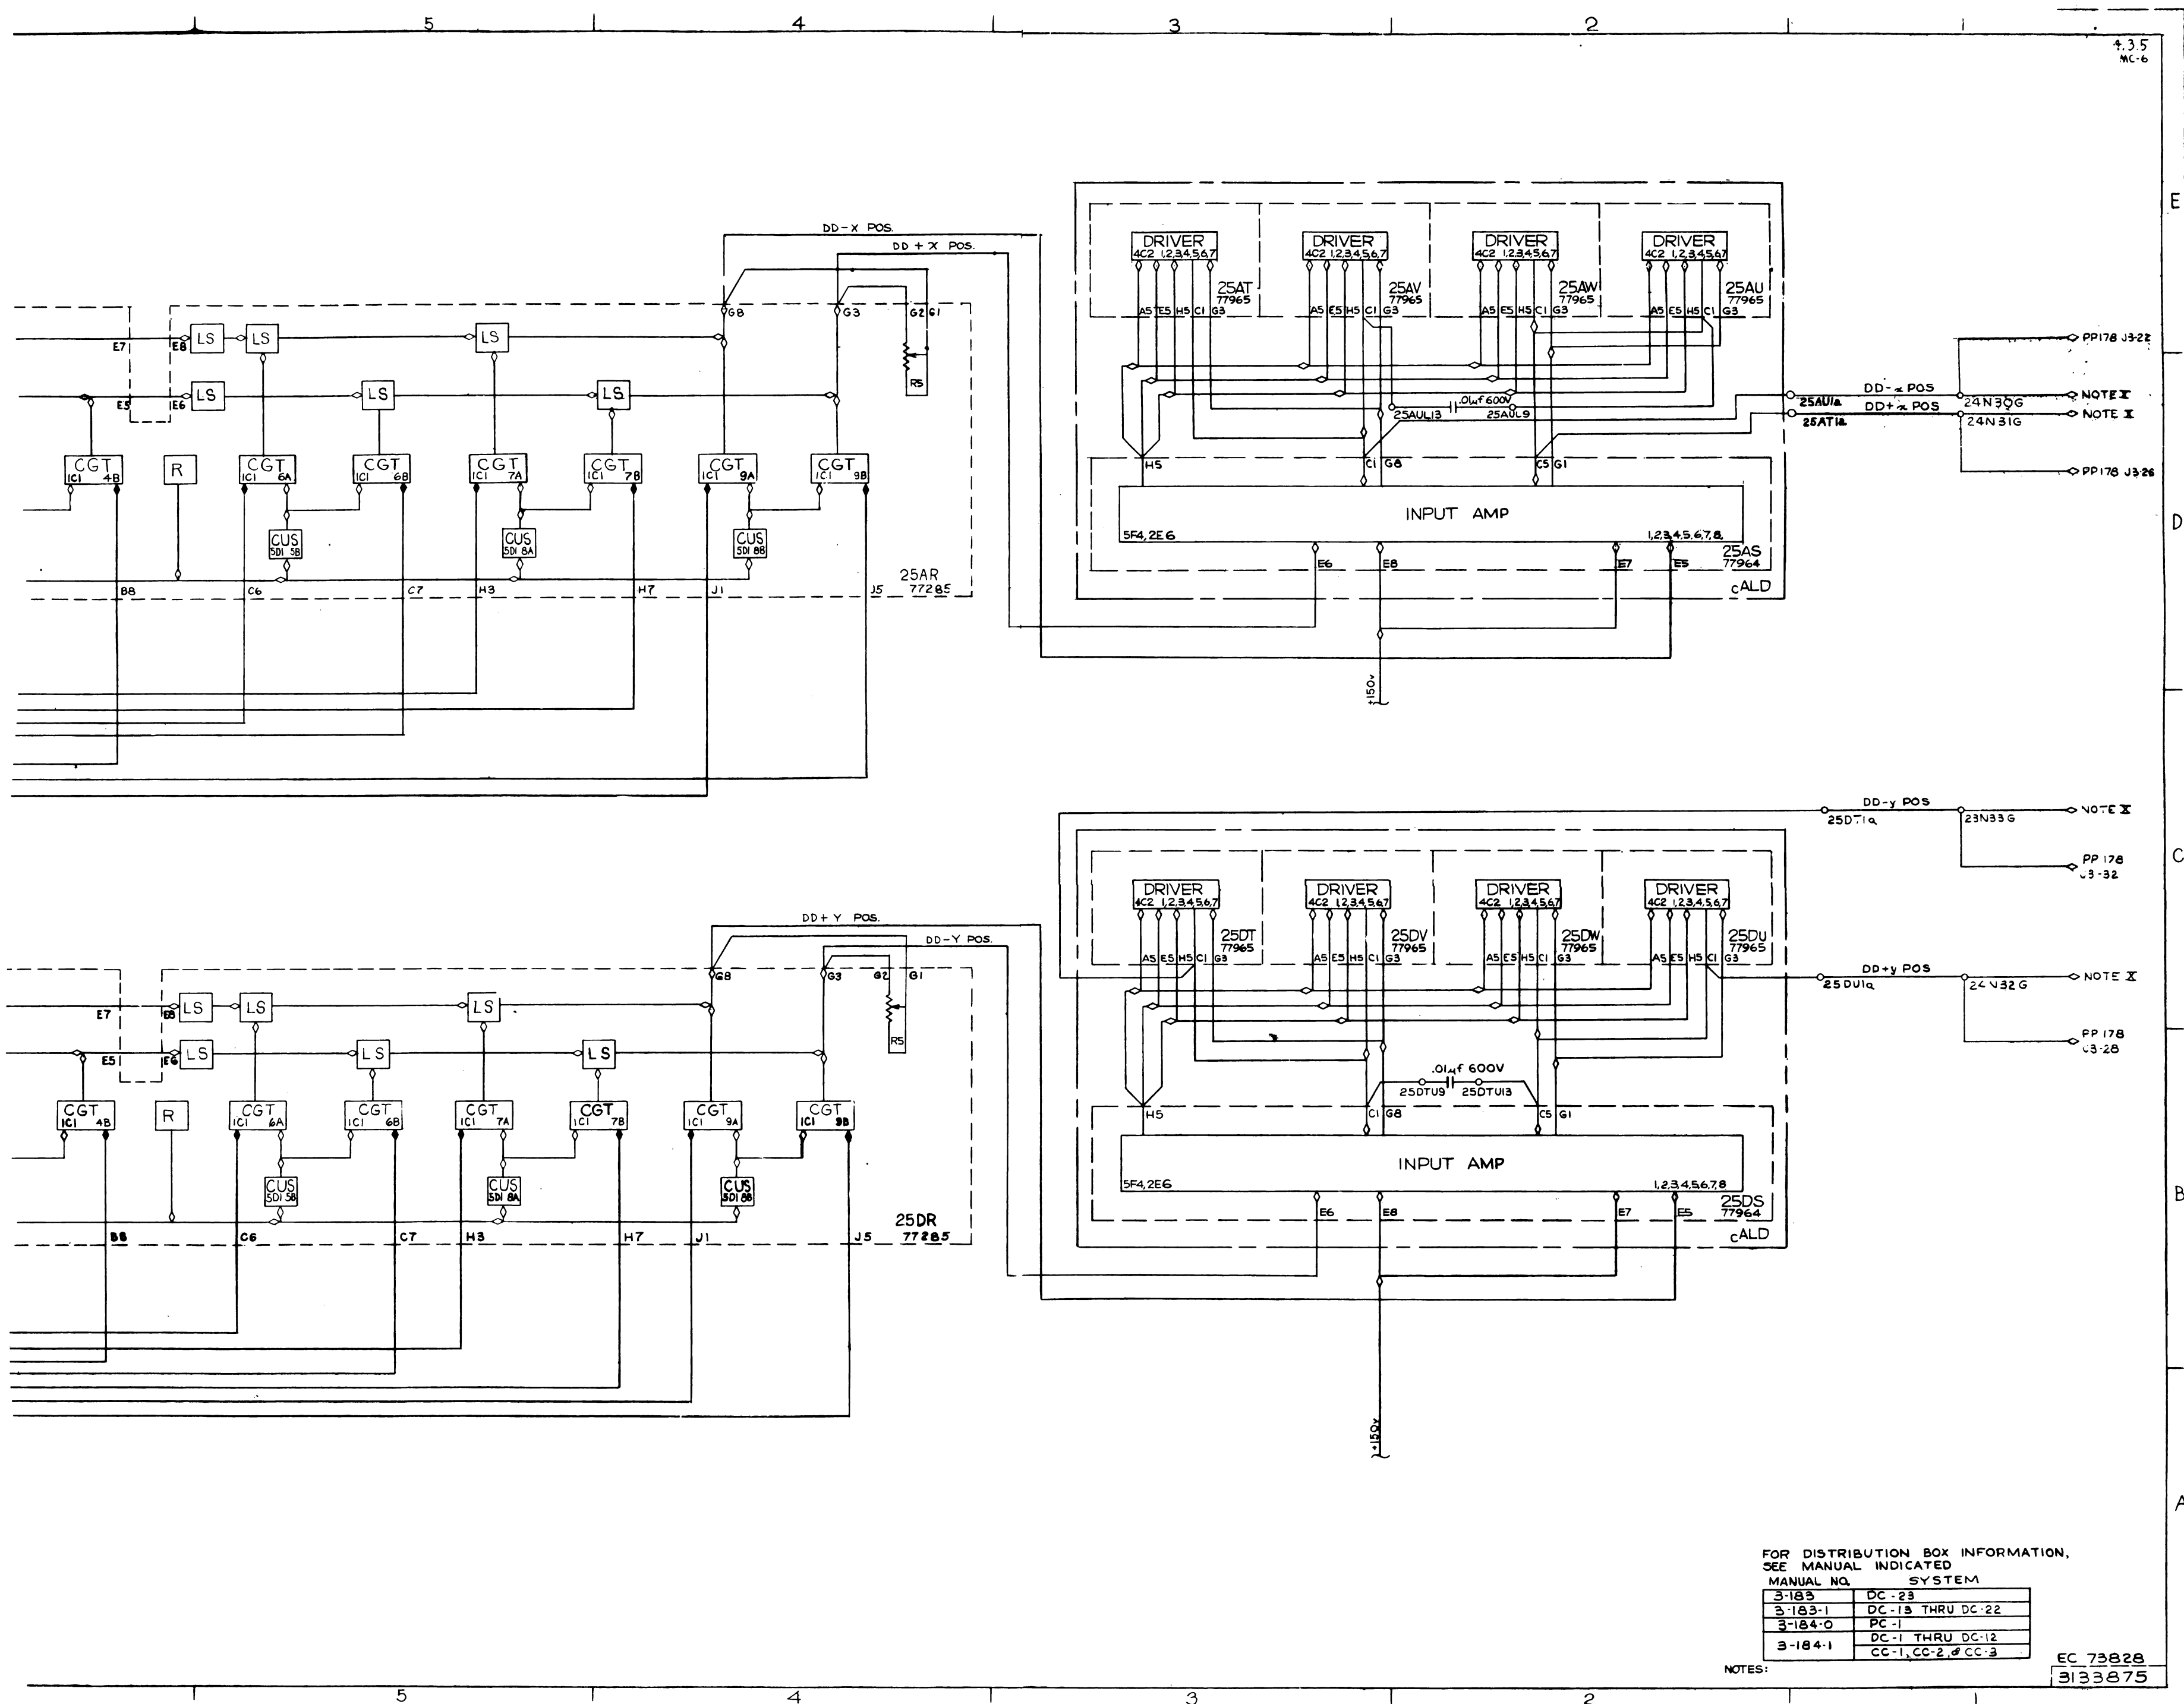 5 4 3 2
4.3.5
MC-6
E
DD-X POS.
DD + X POS.
DRIVER DRIVER DRIVER DRIVER
4C2 1,2,3,4,5,6,7 4C2 1,2,3,4,5,6,7 4C2 1,2,3,4,5,6,7 4C2 1,2,3,4,5,6,7
25AT 25AV 25AW 25AU
77965 77965 77965 77965
A5 E5 H5 C1 G3 A5 E5 H5 C1 G3 A5 E5 H5 C1 G3 A5 E5 H5 C1 G3
G8 G3 G2 G1
E7 E8 LS LS LS
R5
E5 E6 LS LS LS
PP178 J3-22
DD-x POS
25AU1a 24N30G NOTE X
DD+x POS
25AT1a 24N31G NOTE X
PP178 J3-26
.01uf 600V
25AUL13 25AUL9
CGT R CGT CGT CGT CGT CGT CGT
1C1 4B 1C1 6A 1C1 6B 1C1 7A 1C1 7B 1C1 9A 1C1 9B
H5 C1 G8 C5 G1
INPUT AMP
5F4, 2E6 1,2,3,4,5,6,7,8,
D
CUS CUS CUS
5D1 5B 5D1 8A 5D1 8B
25AS
77964
E6 E8 E7 E5
cALD
25AR
77285
B8 C6 C7 H3 H7 J1 J5
+150v
DD-y POS
25DT1a 23N33G NOTE X
C
PP 178
J3-32
DRIVER DRIVER DRIVER DRIVER
4C2 1,2,3,4,5,6,7 4C2 1,2,3,4,5,6,7 4C2 1,2,3,4,5,6,7 4C2 1,2,3,4,5,6,7
DD+ Y POS.
DD-Y POS.
25DT 25DV 25DW 25DU
77965 77965 77965 77965
A5 E5 H5 C1 G3 A5 E5 H5 C1 G3 A5 E5 H5 C1 G3 A5 E5 H5 C1 G3
DD+y POS
25DU1a 24N32G NOTE X
PP 178
J3-28
G8 G3 G2 G1
E7 E8 LS LS LS
R5
E5 E6 LS LS LS
.01uf 600V
25DTU9 25DTU13
CGT R CGT CGT CGT CGT CGT CGT
1C1 4B 1C1 6A 1C1 6B 1C1 7A 1C1 7B 1C1 9A 1C1 9B
H5 C1 G8 C5 G1
INPUT AMP
5F4, 2E6 1,2,3,4,5,6,7,8
B
CUS CUS CUS
5D1 5B 5D1 8A 5D1 8B
25DS
77964
E6 E8 E7 E5
cALD
25DR
77285
B8 C6 C7 H3 H7 J1 J5
+150v
A
FOR DISTRIBUTION BOX INFORMATION,
SEE MANUAL INDICATED
MANUAL NO. SYSTEM
3-183 DC-23
3-183-1 DC-13 THRU DC-22
3-184-0 PC-1
3-184-1 DC-1 THRU DC-12
CC-1, CC-2, & CC-3
NOTES:
EC 73828
3133875
5 4 3 2 1